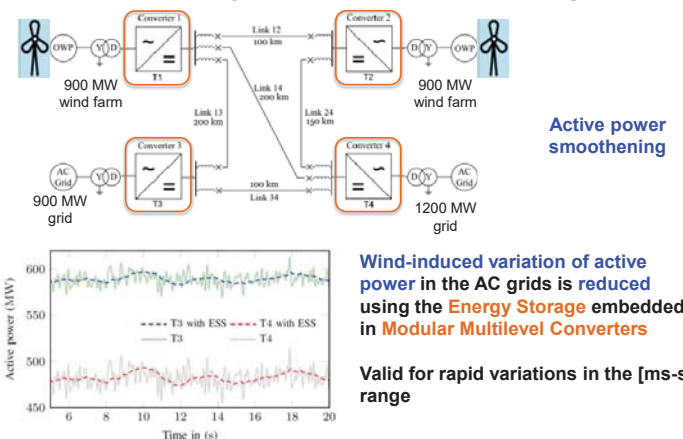 Converter 1
Converter 2
OWP
Y
D
~
=
T1
Link 12
100 km
~
=
T2
D
Y
OWP
900 MW
wind farm
900 MW
wind farm
Link 13
200 km
Link 14
200 km
Link 24
150 km
Active power
smoothening
Converter 3
Converter 4
AC
Grid
Y
D
~
=
T3
100 km
Link 34
~
=
T4
D
Y
AC
Grid
900 MW
grid
1200 MW
grid
Active power (MW)
600
550
500
450
T3 with ESS
T4 with ESS
T3
T4
6 8 10 12 14 16 18 20
Time in (s)
Wind-induced variation of active
power in the AC grids is reduced
using the Energy Storage embedded
in Modular Multilevel Converters
Valid for rapid variations in the [ms-s
range